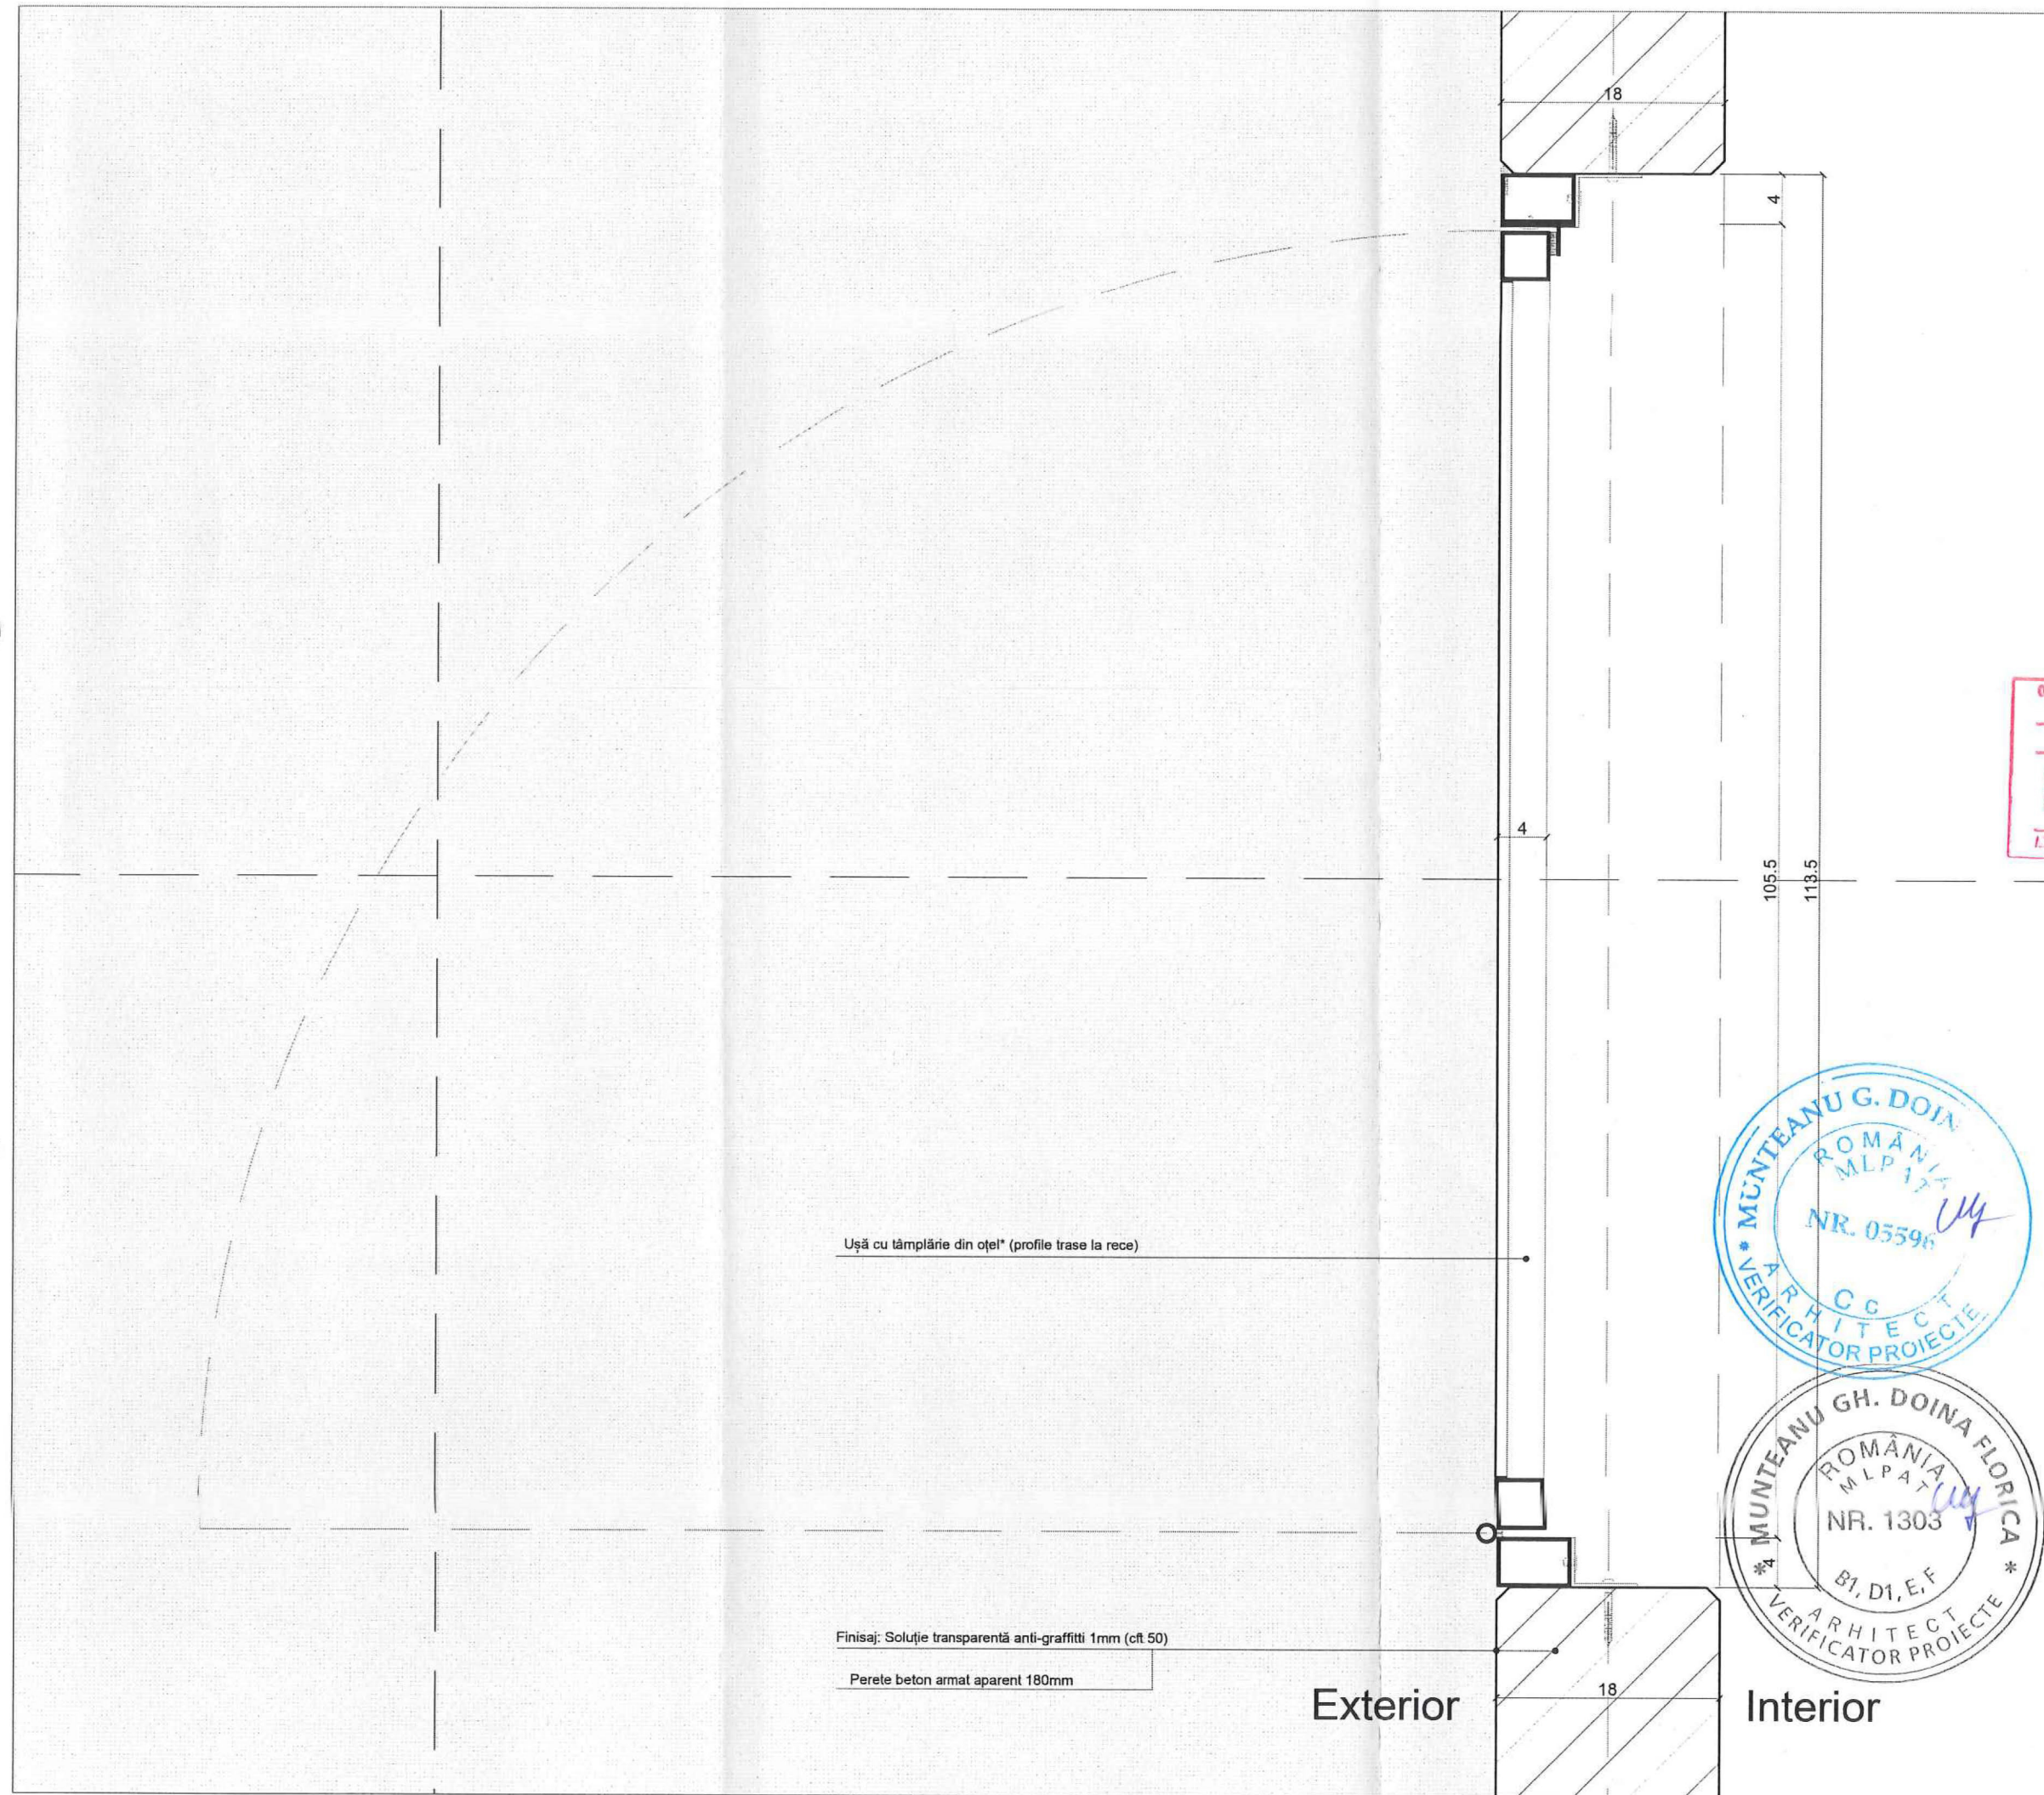 18
4
4
105.5
113.5
MUNTEANU G. DOIN
ROMÂNIA
MLP
NR. 05596
Cc
ARHITECT
* VERIFICATOR PROIECTE
Ușă cu tâmplărie din oțel* (profile trase la rece)
* MUNTEANU GH. DOINA FLORICA *
ROMÂNIA
MLPAT
NR. 1303
B1, D1, E, F
ARHITECT
VERIFICATOR PROIECTE
4
Finisaj: Soluție transparentă anti-graffitti 1mm (cft 50)
Perete beton armat aparent 180mm
18
Exterior
Interior